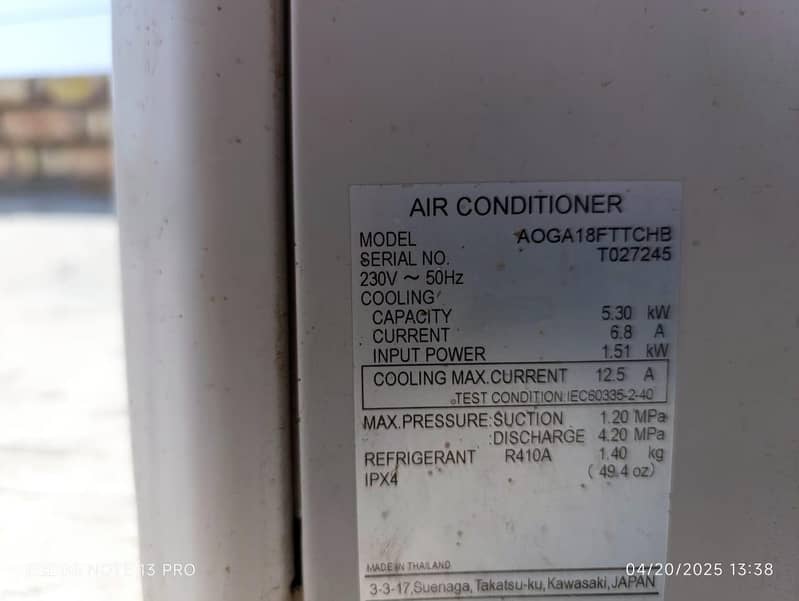 AIR CONDITIONER
MODEL AOGA18FTTCHB
SERIAL NO. T027245
230V ~ 50Hz
COOLING
CAPACITY 5.30 kW
CURRENT 6.8 A
INPUT POWER 1.51 kW
COOLING MAX.CURRENT 12.5 A
TEST CONDITION:IEC60335-2-40
MAX.PRESSURE:SUCTION 1.20 MPa
:DISCHARGE 4.20 MPa
REFRIGERANT R410A 1.40 kg
IPX4 (49.4 oz)
MADE IN THAILAND
3-3-17,Suenaga,Takatsu-ku,Kawasaki,JAPAN
NOTE 13 PRO 04/20/2025 13:38